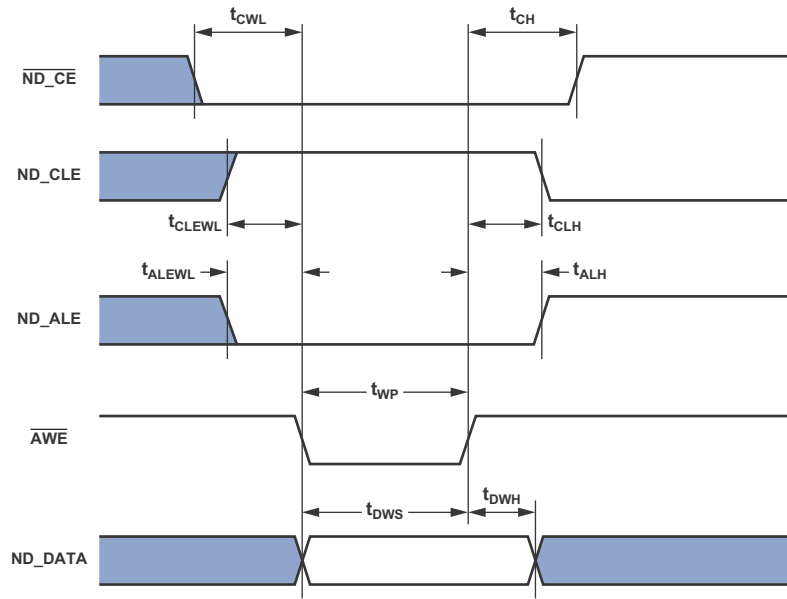 tCWL tCH
ND_CE
ND_CLE
tCLEWL tCLH
tALEWL tALH
ND_ALE
tWP
AWE
tDWS tDWH
ND_DATA